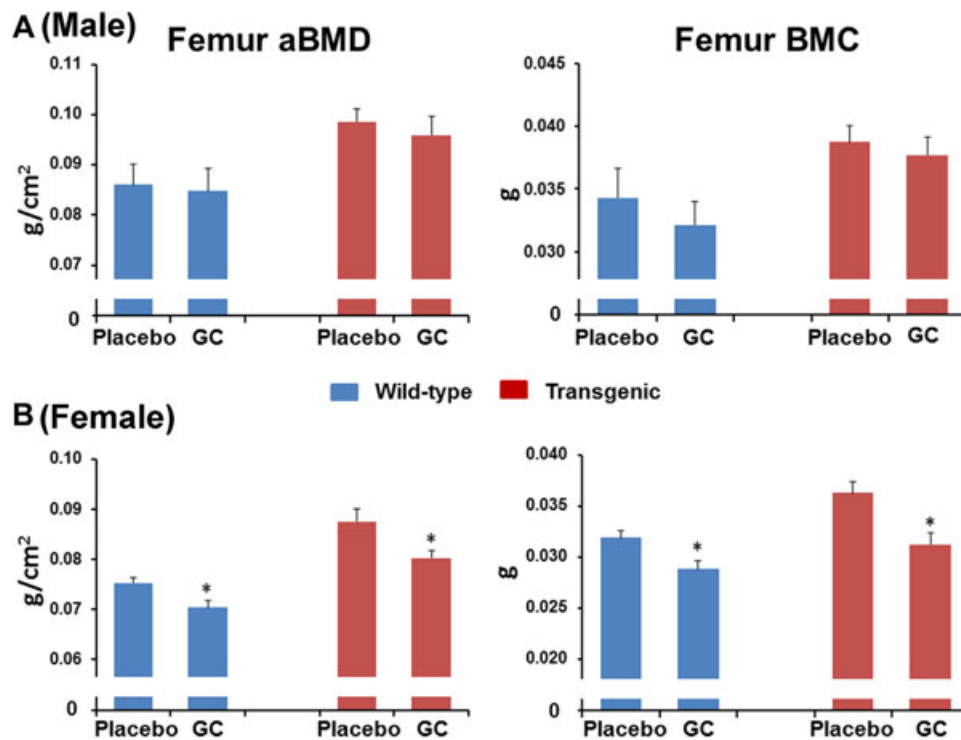 A (Male)
Femur aBMD
Femur BMC
0.11
0.10
0.09
0.08
0.07
0
g/cm²
Placebo GC Placebo GC
0.045
0.040
0.035
0.030
0
g
Placebo GC Placebo GC
Wild-type Transgenic
B (Female)
0.10
0.09
0.08
0.07
0.06
0
g/cm²
* *
Placebo GC Placebo GC
0.040
0.035
0.030
0.025
0.020
0
g
* *
Placebo GC Placebo GC